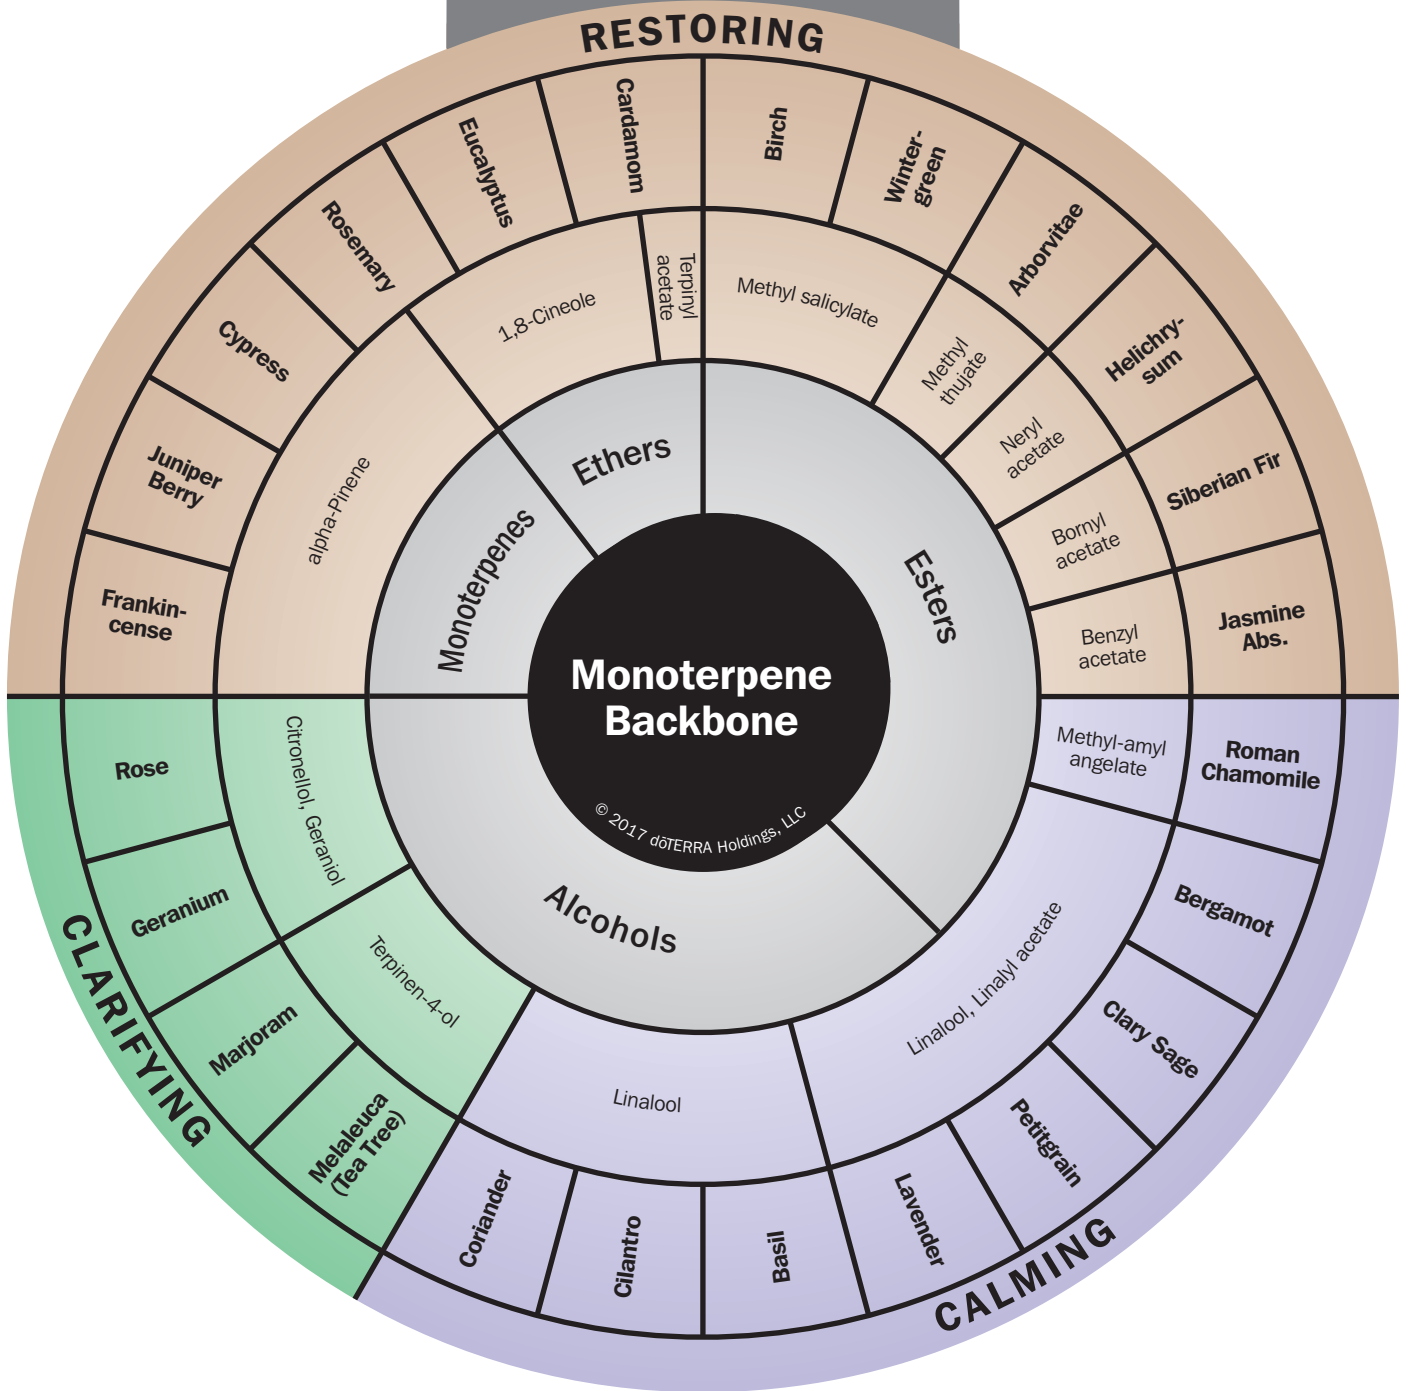 RESTORING
Cardamom
Birch
Winter-
green
Arborvitae
Helichry-
sum
Siberian Fir
Jasmine
Abs.
Roman
Chamomile
Bergamot
Clary Sage
Petitgrain
Lavender
Basil
Cilantro
Coriander
Melaleuca
(Tea Tree)
Marjoram
Geranium
Rose
Frankin-
cense
Juniper
Berry
Cypress
Rosemary
Eucalyptus
CALMING
CLARIFYING
1,8-Cineole
Terpinyl
acetate
Methyl salicylate
Methyl
thujate
Neryl
acetate
Bornyl
acetate
Benzyl
acetate
Methyl-amyl
angelate
Linalool, Linalyl acetate
Linalool
Terpinen-4-ol
Citronellol, Geraniol
alpha-Pinene
Ethers
Esters
Alcohols
Monoterpenes
Monoterpene
Backbone
© 2017 dōTERRA Holdings, LLC